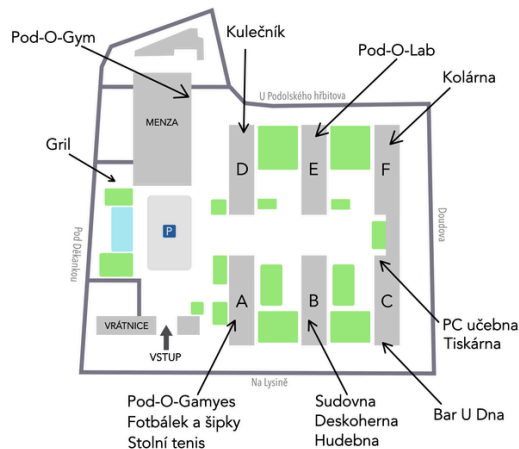 Kulečník
Pod-O-Gym
Pod-O-Lab
Kolárna
U Podolského hřbitova
MENZA
Gril
D
E
F
P
Pod Děkankou
Doudova
A
B
C
VRÁTNICE
VSTUP
PC učebna
Tiskárna
Na Lysině
Pod-O-Gamyes
Fotbálek a šipky
Stolní tenis
Sudovna
Deskoherna
Hudebna
Bar U Dna